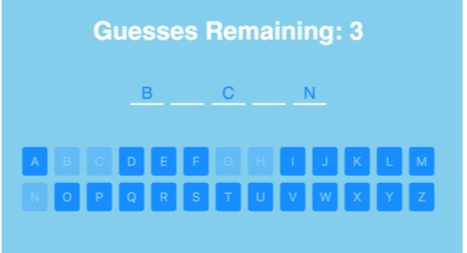 Guesses Remaining: 3
B _ C _ N
A B C D E F G H I J K L M
N O P Q R S T U V W X Y Z